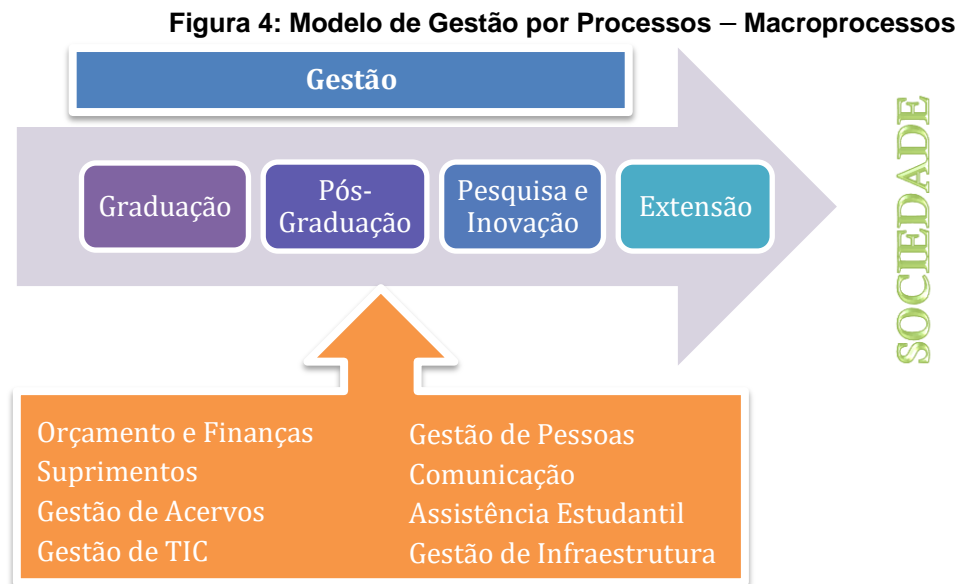 Figura 4: Modelo de Gestão por Processos – Macroprocessos
Gestão
Graduação
Pós-
Graduação
Pesquisa e
Inovação
Extensão
SOCIEDADE
Orçamento e Finanças
Suprimentos
Gestão de Acervos
Gestão de TIC
Gestão de Pessoas
Comunicação
Assistência Estudantil
Gestão de Infraestrutura